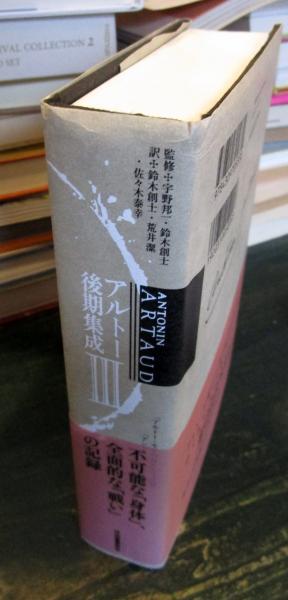 IVAL COLLECTION 2
D SET
監修✢宇野邦一・鈴木創士
訳✢鈴木創士・荒井潔
・佐々木泰幸
ANTONIN
ARTAUD
アルトー
後期集成
III
「不可能な「身体」、
全面的な「戦い」
の記録